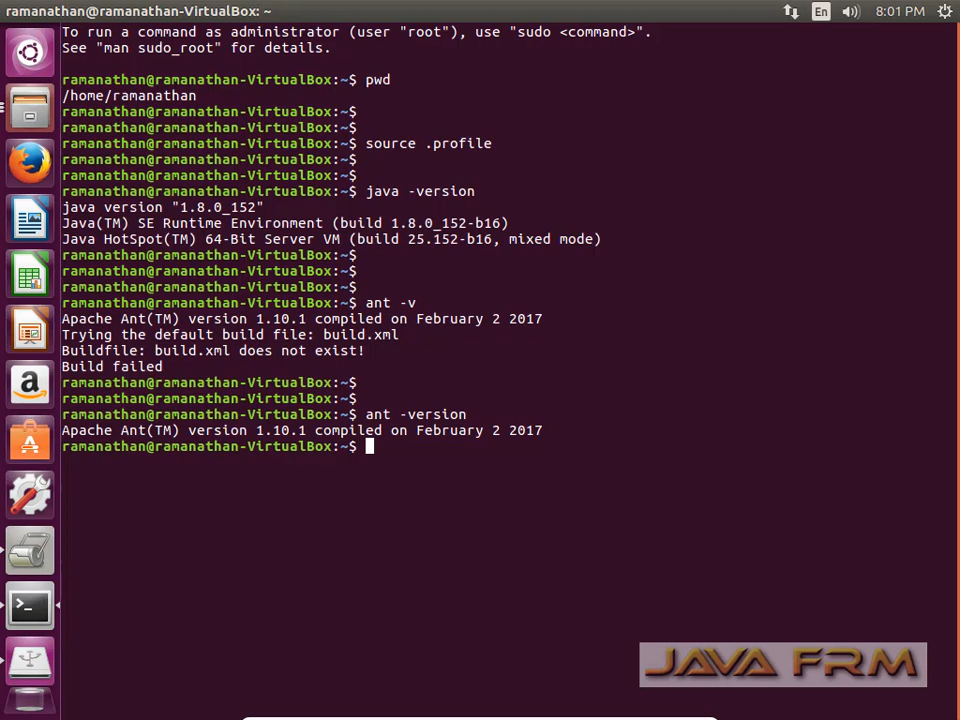 ramanathan@ramanathan-VirtualBox: ~
En
8:01 PM
To run a command as administrator (user "root"), use "sudo <command>".
See "man sudo_root" for details.
ramanathan@ramanathan-VirtualBox:~$ pwd
/home/ramanathan
ramanathan@ramanathan-VirtualBox:~$
ramanathan@ramanathan-VirtualBox:~$
ramanathan@ramanathan-VirtualBox:~$ source .profile
ramanathan@ramanathan-VirtualBox:~$
ramanathan@ramanathan-VirtualBox:~$
ramanathan@ramanathan-VirtualBox:~$ java -version
java version "1.8.0_152"
Java(TM) SE Runtime Environment (build 1.8.0_152-b16)
Java HotSpot(TM) 64-Bit Server VM (build 25.152-b16, mixed mode)
ramanathan@ramanathan-VirtualBox:~$
ramanathan@ramanathan-VirtualBox:~$
ramanathan@ramanathan-VirtualBox:~$
ramanathan@ramanathan-VirtualBox:~$ ant -v
Apache Ant(TM) version 1.10.1 compiled on February 2 2017
Trying the default build file: build.xml
Buildfile: build.xml does not exist!
Build failed
ramanathan@ramanathan-VirtualBox:~$
ramanathan@ramanathan-VirtualBox:~$
ramanathan@ramanathan-VirtualBox:~$ ant -version
Apache Ant(TM) version 1.10.1 compiled on February 2 2017
ramanathan@ramanathan-VirtualBox:~$
JAVA FRM